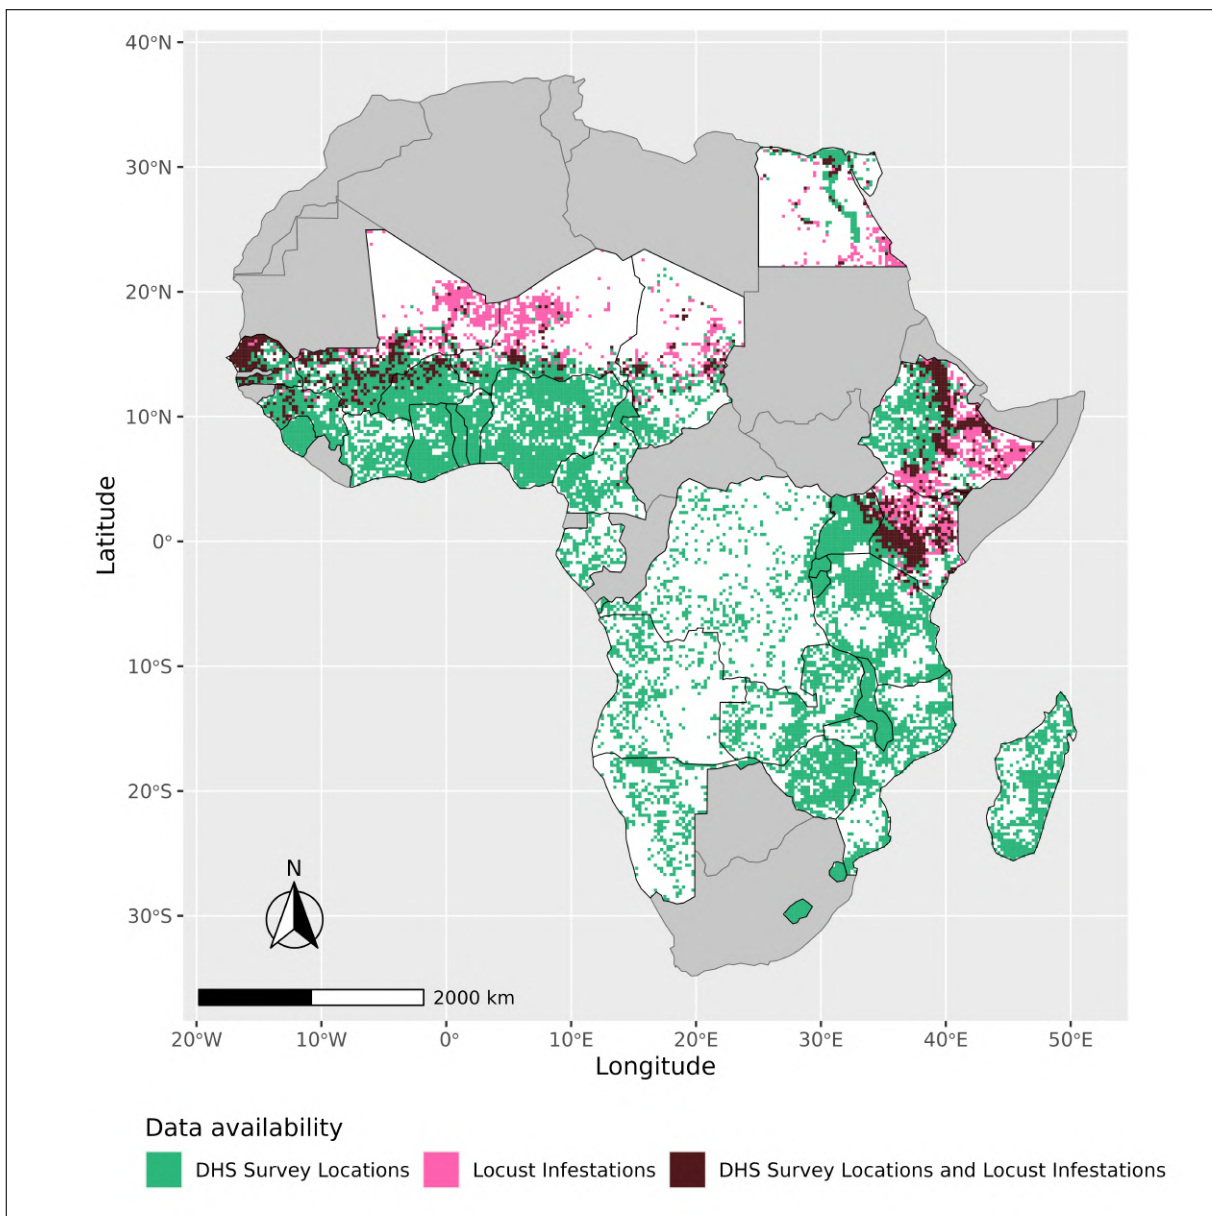 40°N
30°N
20°N
10°N
0°
10°S
20°S
30°S
Latitude
N
2000 km
20°W 10°W 0° 10°E 20°E 30°E 40°E 50°E
Longitude
Data availability
DHS Survey Locations Locust Infestations DHS Survey Locations and Locust Infestations